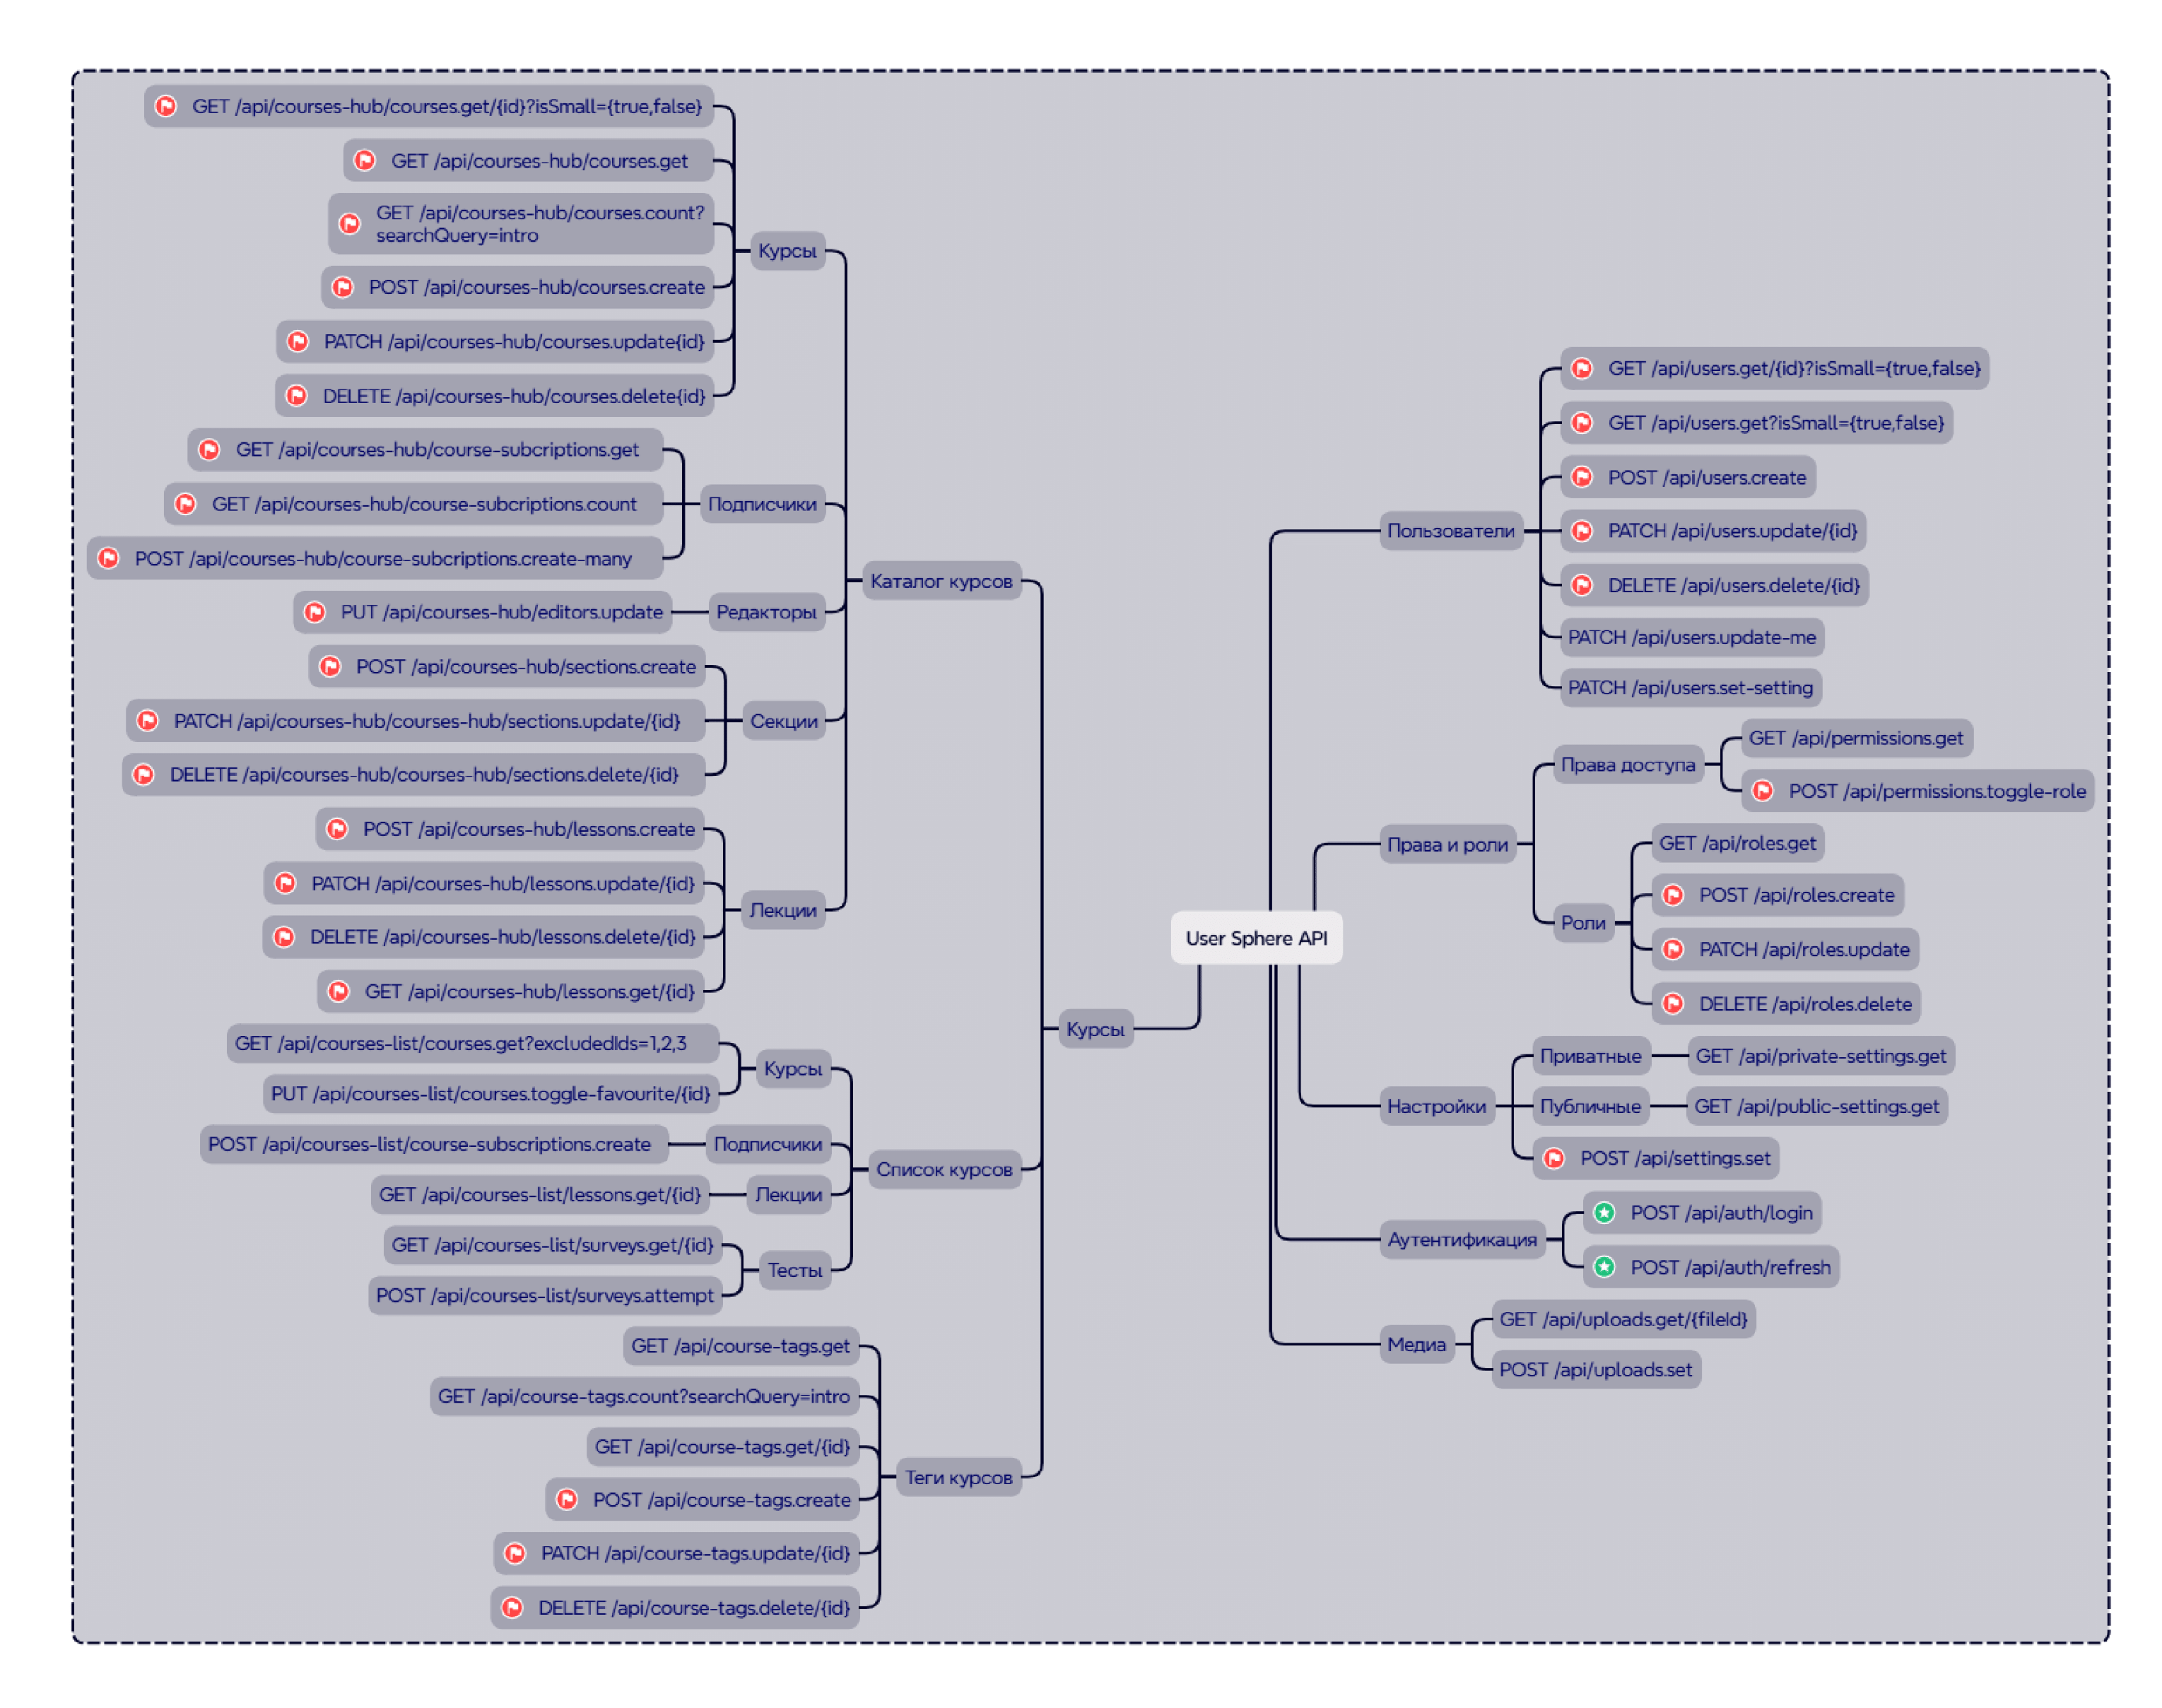 GET /api/courses-hub/courses.get/{id}?isSmall={true,false}
GET /api/courses-hub/courses.get
GET /api/courses-hub/courses.count?
searchQuery=intro
POST /api/courses-hub/courses.create
PATCH /api/courses-hub/courses.update{id}
DELETE /api/courses-hub/courses.delete{id}
Курсы
GET /api/courses-hub/course-subcriptions.get
GET /api/courses-hub/course-subcriptions.count
POST /api/courses-hub/course-subcriptions.create-many
Подписчики
PUT /api/courses-hub/editors.update
Редакторы
POST /api/courses-hub/sections.create
PATCH /api/courses-hub/courses-hub/sections.update/{id}
DELETE /api/courses-hub/courses-hub/sections.delete/{id}
Секции
POST /api/courses-hub/lessons.create
PATCH /api/courses-hub/lessons.update/{id}
DELETE /api/courses-hub/lessons.delete/{id}
GET /api/courses-hub/lessons.get/{id}
Лекции
Каталог курсов
GET /api/courses-list/courses.get?excludedIds=1,2,3
PUT /api/courses-list/courses.toggle-favourite/{id}
Курсы
POST /api/courses-list/course-subscriptions.create
Подписчики
GET /api/courses-list/lessons.get/{id}
Лекции
GET /api/courses-list/surveys.get/{id}
POST /api/courses-list/surveys.attempt
Тесты
Список курсов
GET /api/course-tags.get
GET /api/course-tags.count?searchQuery=intro
GET /api/course-tags.get/{id}
POST /api/course-tags.create
PATCH /api/course-tags.update/{id}
DELETE /api/course-tags.delete/{id}
Теги курсов
Курсы
User Sphere API
Пользователи
GET /api/users.get/{id}?isSmall={true,false}
GET /api/users.get?isSmall={true,false}
POST /api/users.create
PATCH /api/users.update/{id}
DELETE /api/users.delete/{id}
PATCH /api/users.update-me
PATCH /api/users.set-setting
Права и роли
Права доступа
GET /api/permissions.get
POST /api/permissions.toggle-role
Роли
GET /api/roles.get
POST /api/roles.create
PATCH /api/roles.update
DELETE /api/roles.delete
Настройки
Приватные
GET /api/private-settings.get
Публичные
GET /api/public-settings.get
POST /api/settings.set
Аутентификация
POST /api/auth/login
POST /api/auth/refresh
Медиа
GET /api/uploads.get/{fileId}
POST /api/uploads.set